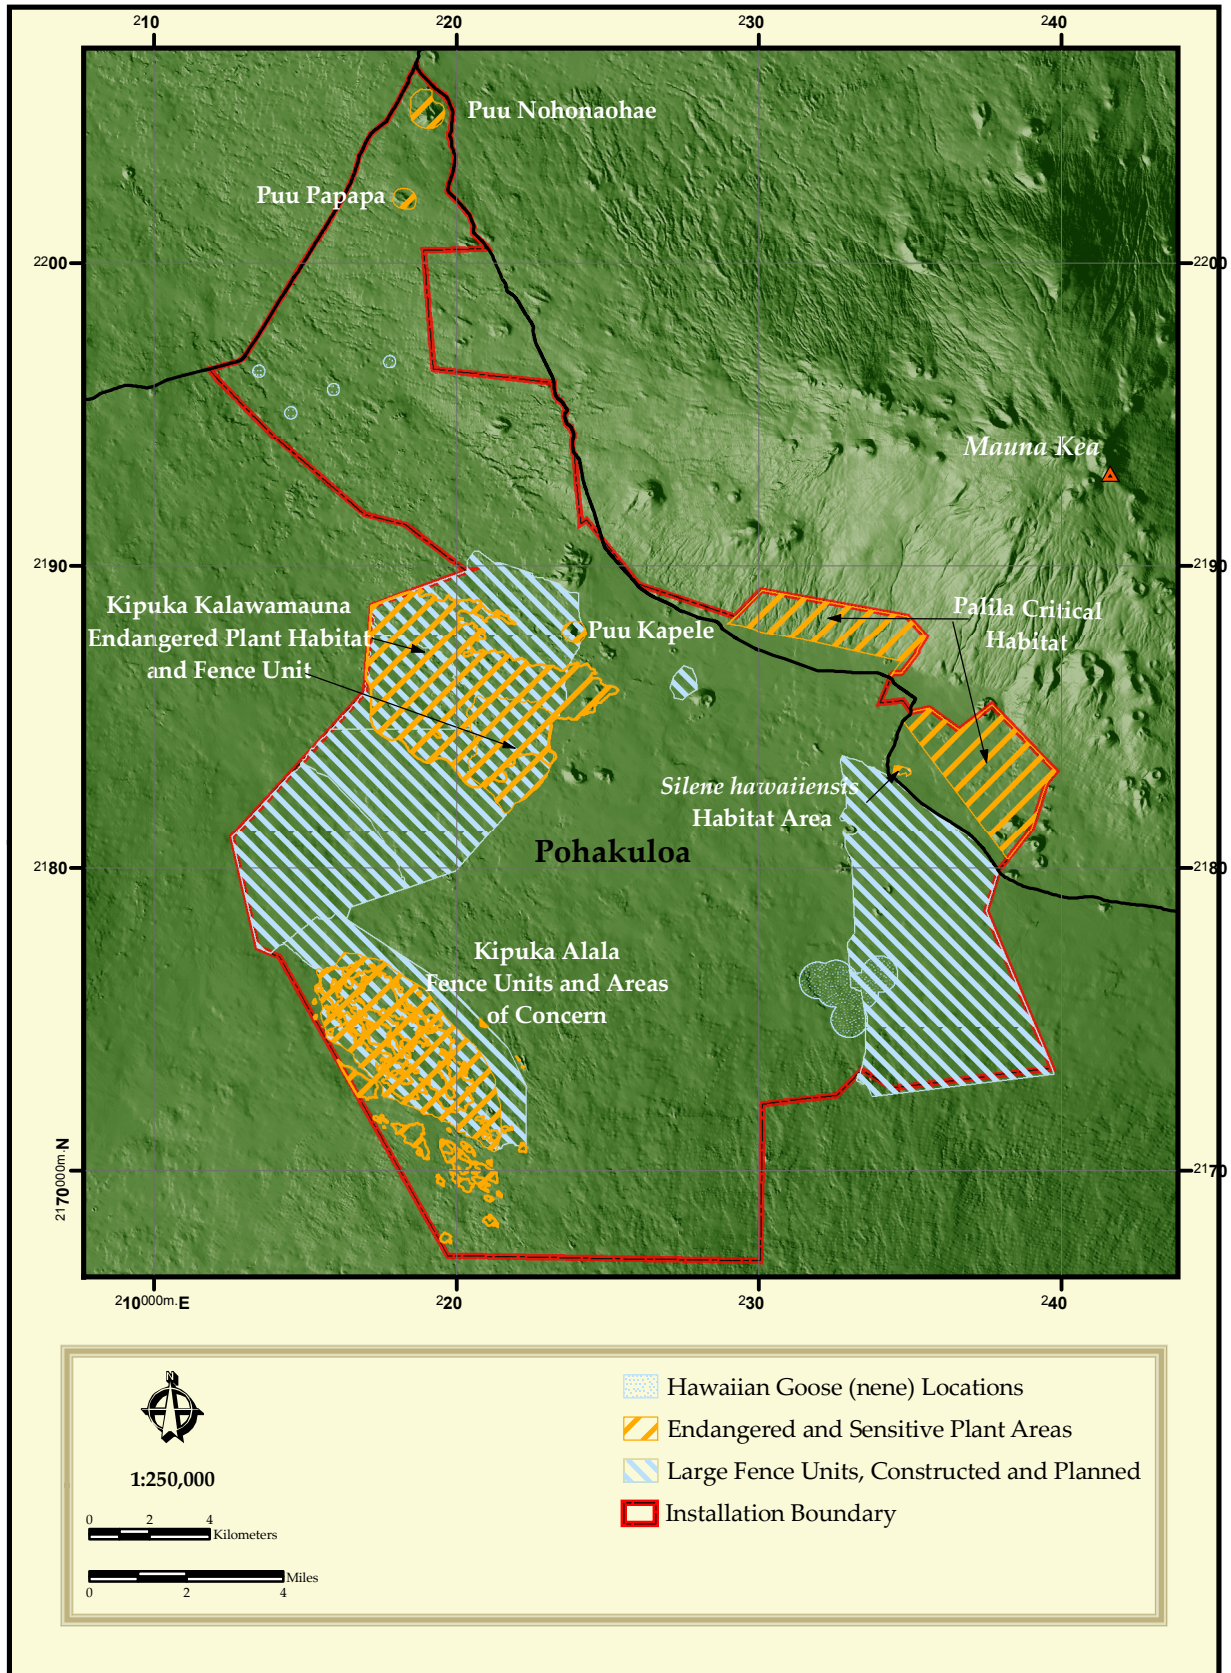 210 220 230 240
Puu Nohonaohae
Puu Papapa
2200 2200
Mauna Kea
2190 2190
Kipuka Kalawamauna
Endangered Plant Habitat
and Fence Unit
Puu Kapele
Palila Critical
Habitat
Silene hawaiiensis
Habitat Area
Pohakuloa
2180 2180
Kipuka Alala
Fence Units and Areas
of Concern
2170000m.N 2170
210000m.E 220 230 240
N
1:250,000
0 2 4
Kilometers
Miles
0 2 4
Hawaiian Goose (nene) Locations
Endangered and Sensitive Plant Areas
Large Fence Units, Constructed and Planned
Installation Boundary